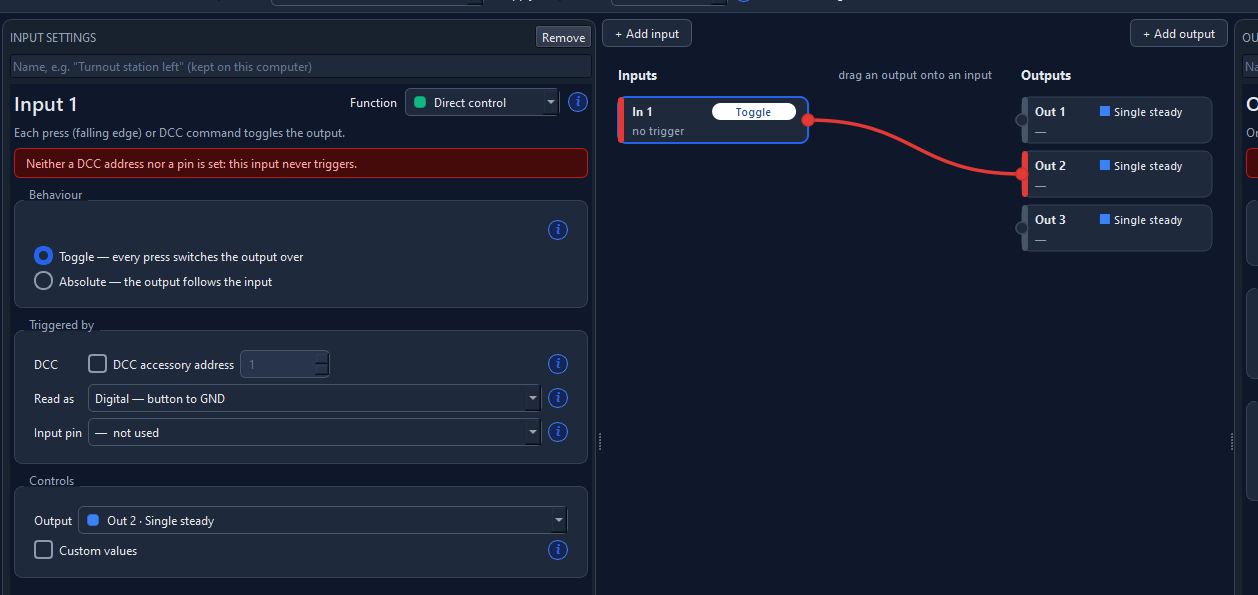 INPUT SETTINGS
Remove
Name, e.g. "Turnout station left" (kept on this computer)
Input 1
Function
Direct control
i
Each press (falling edge) or DCC command toggles the output.
Neither a DCC address nor a pin is set: this input never triggers.
Behaviour
i
Toggle — every press switches the output over
Absolute — the output follows the input
Triggered by
DCC
DCC accessory address
1
i
Read as
Digital — button to GND
i
Input pin
— not used
i
Controls
Output
Out 2 · Single steady
Custom values
i
+ Add input
+ Add output
Inputs
drag an output onto an input
Outputs
In 1
Toggle
no trigger
Out 1
Single steady
—
Out 2
Single steady
—
Out 3
Single steady
—